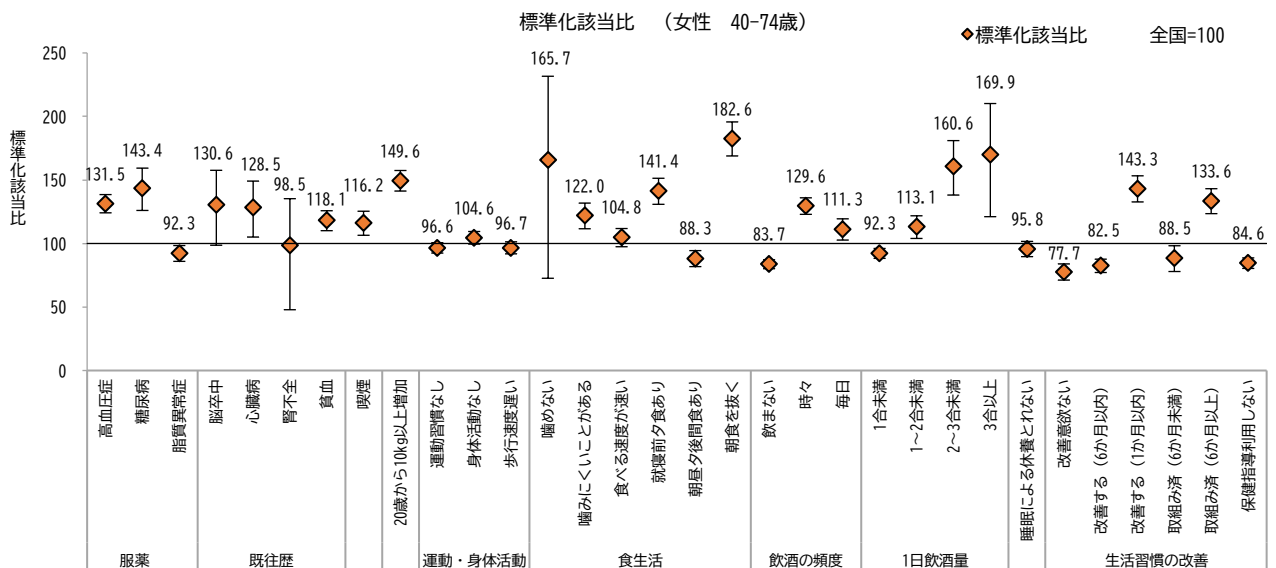 標準化該当比　（女性　40-74歳）
標準化該当比　全国=100
標準化該当比
250
200
150
100
50
0
131.5
143.4
92.3
130.6
128.5
98.5
118.1
116.2
149.6
96.6
104.6
96.7
165.7
122.0
104.8
141.4
88.3
182.6
83.7
129.6
111.3
92.3
113.1
160.6
169.9
95.8
77.7
82.5
143.3
88.5
133.6
84.6
高血圧症
糖尿病
脂質異常症
脳卒中
心臓病
腎不全
貧血
喫煙
20歳から10kg以上増加
運動習慣なし
身体活動なし
歩行速度遅い
噛めない
噛みにくいことがある
食べる速度が速い
就寝前夕食あり
朝昼夕後間食あり
朝食を抜く
飲まない
時々
毎日
1合未満
1～2合未満
2～3合未満
3合以上
睡眠による休養とれない
改善意欲ない
改善する（6か月以内）
改善する（1か月以内）
取組み済（6か月未満）
取組み済（6か月以上）
保健指導利用しない
服薬
既往歴
運動・身体活動
食生活
飲酒の頻度
1日飲酒量
生活習慣の改善